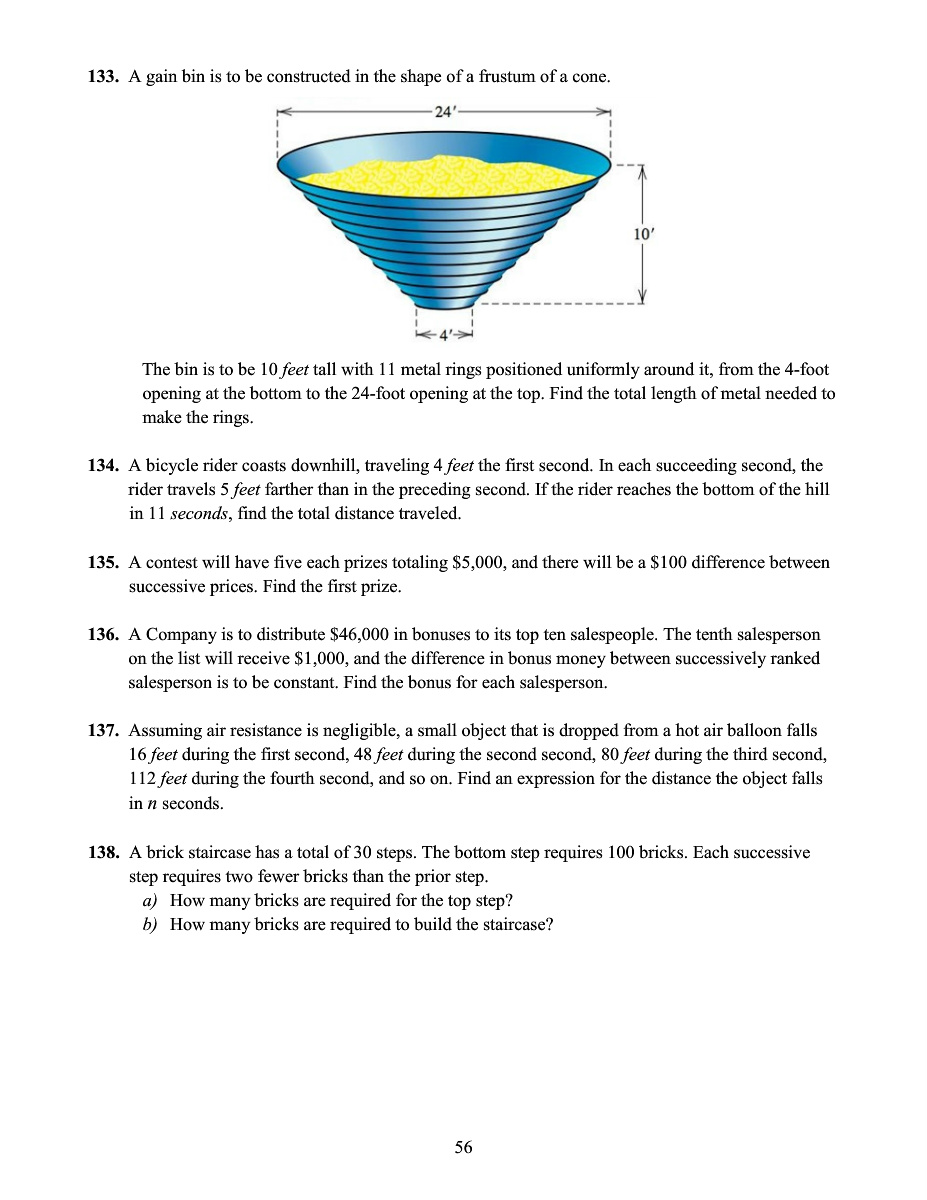 133. A gain bin is to be constructed in the shape of a frustum of a cone.
24′
10′
4′
The bin is to be 10 feet tall with 11 metal rings positioned uniformly around it, from the 4-foot
opening at the bottom to the 24-foot opening at the top. Find the total length of metal needed to
make the rings.
134. A bicycle rider coasts downhill, traveling 4 feet the first second. In each succeeding second, the
rider travels 5 feet farther than in the preceding second. If the rider reaches the bottom of the hill
in 11 seconds, find the total distance traveled.
135. A contest will have five each prizes totaling $5,000, and there will be a $100 difference between
successive prices. Find the first prize.
136. A Company is to distribute $46,000 in bonuses to its top ten salespeople. The tenth salesperson
on the list will receive $1,000, and the difference in bonus money between successively ranked
salesperson is to be constant. Find the bonus for each salesperson.
137. Assuming air resistance is negligible, a small object that is dropped from a hot air balloon falls
16 feet during the first second, 48 feet during the second second, 80 feet during the third second,
112 feet during the fourth second, and so on. Find an expression for the distance the object falls
in n seconds.
138. A brick staircase has a total of 30 steps. The bottom step requires 100 bricks. Each successive
step requires two fewer bricks than the prior step.
a) How many bricks are required for the top step?
b) How many bricks are required to build the staircase?
56